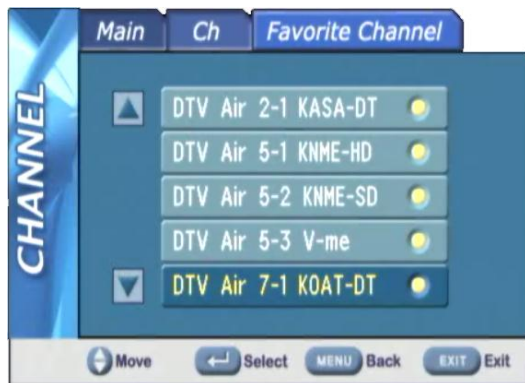 Main Ch Favorite Channel
CHANNEL
DTV Air 2-1 KASA-DT
DTV Air 5-1 KNME-HD
DTV Air 5-2 KNME-SD
DTV Air 5-3 V-me
DTV Air 7-1 KOAT-DT
Move Select MENU Back EXIT Exit